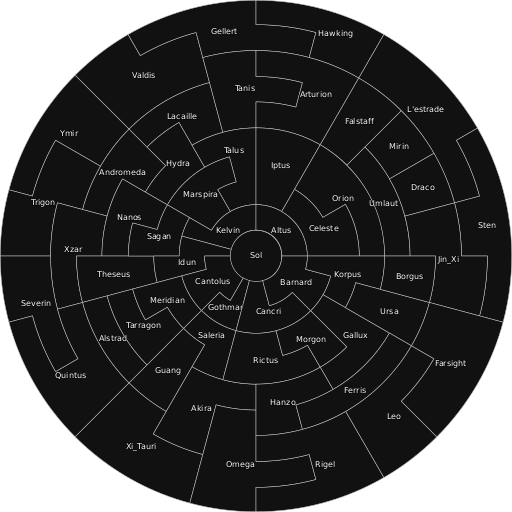 Gellert
Hawking
Valdis
Tanis
Arturion
L'estrade
Lacaille
Falstaff
Ymir
Talus
Mirin
Hydra
Iptus
Andromeda
Draco
Marspira
Orion
Trigon
Umlaut
Nanos
Sten
Kelvin
Altus
Celeste
Sagan
Xzar
Sol
Idun
Jin_Xi
Theseus
Korpus
Borgus
Cantolus
Barnard
Severin
Meridian
Gothmar
Cancri
Ursa
Tarragon
Saleria
Gallux
Alstrad
Morgon
Rictus
Farsight
Guang
Quintus
Ferris
Hanzo
Akira
Leo
Xi_Tauri
Omega
Rigel